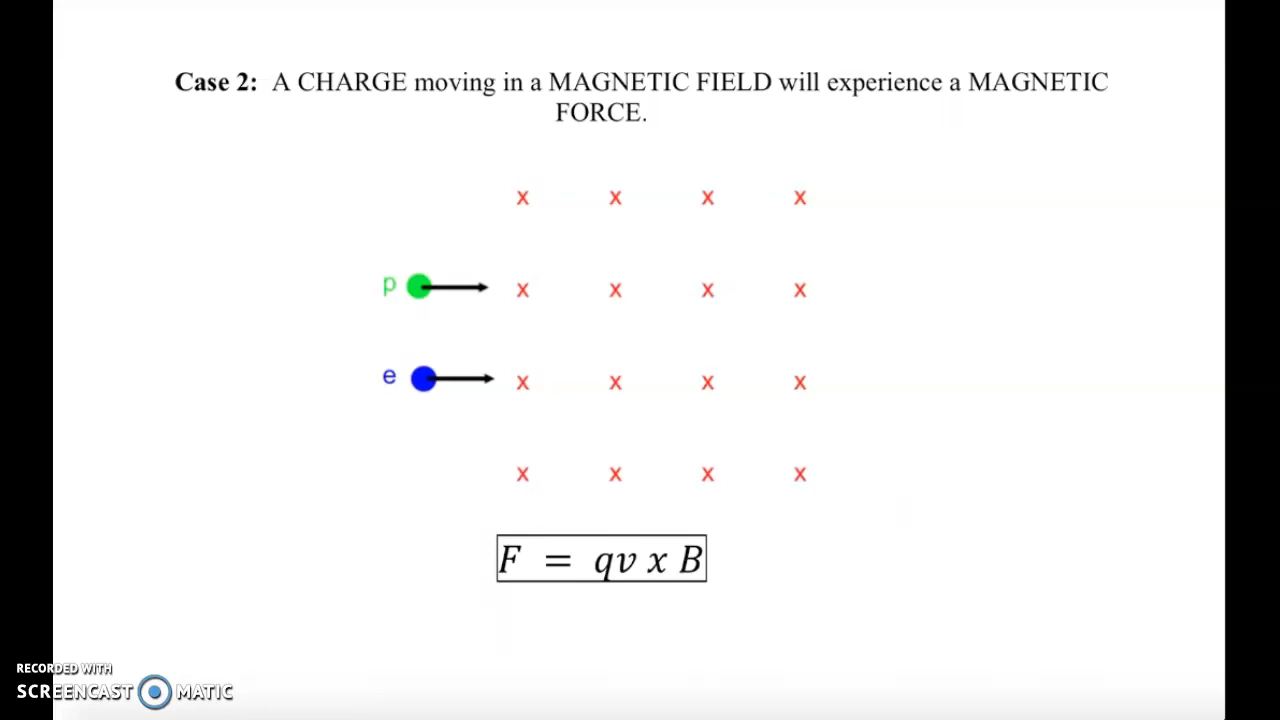 Case 2: A CHARGE moving in a MAGNETIC FIELD will experience a MAGNETIC
FORCE.
x x x x
p x x x x
e x x x x
x x x x
F = qv x B
RECORDED WITH
SCREENCAST MATIC